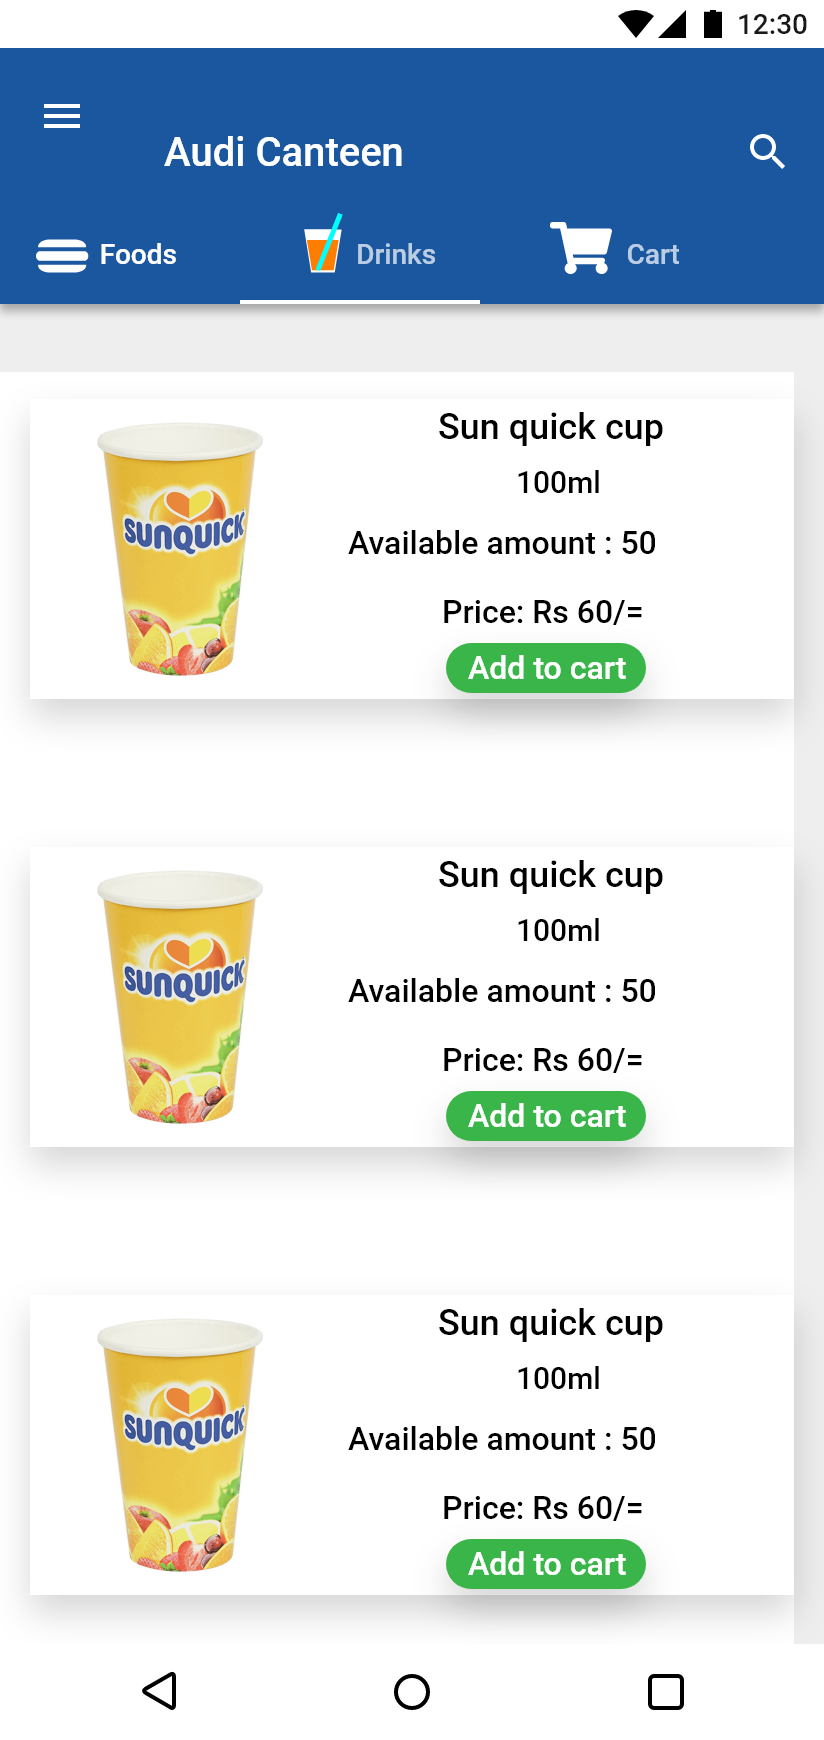 12:30
Audi Canteen
Foods
Drinks
Cart
Sun quick cup
100ml
SUNQUICK
Available amount : 50
Price: Rs 60/=
Add to cart
Sun quick cup
100ml
SUNQUICK
Available amount : 50
Price: Rs 60/=
Add to cart
Sun quick cup
100ml
SUNQUICK
Available amount : 50
Price: Rs 60/=
Add to cart